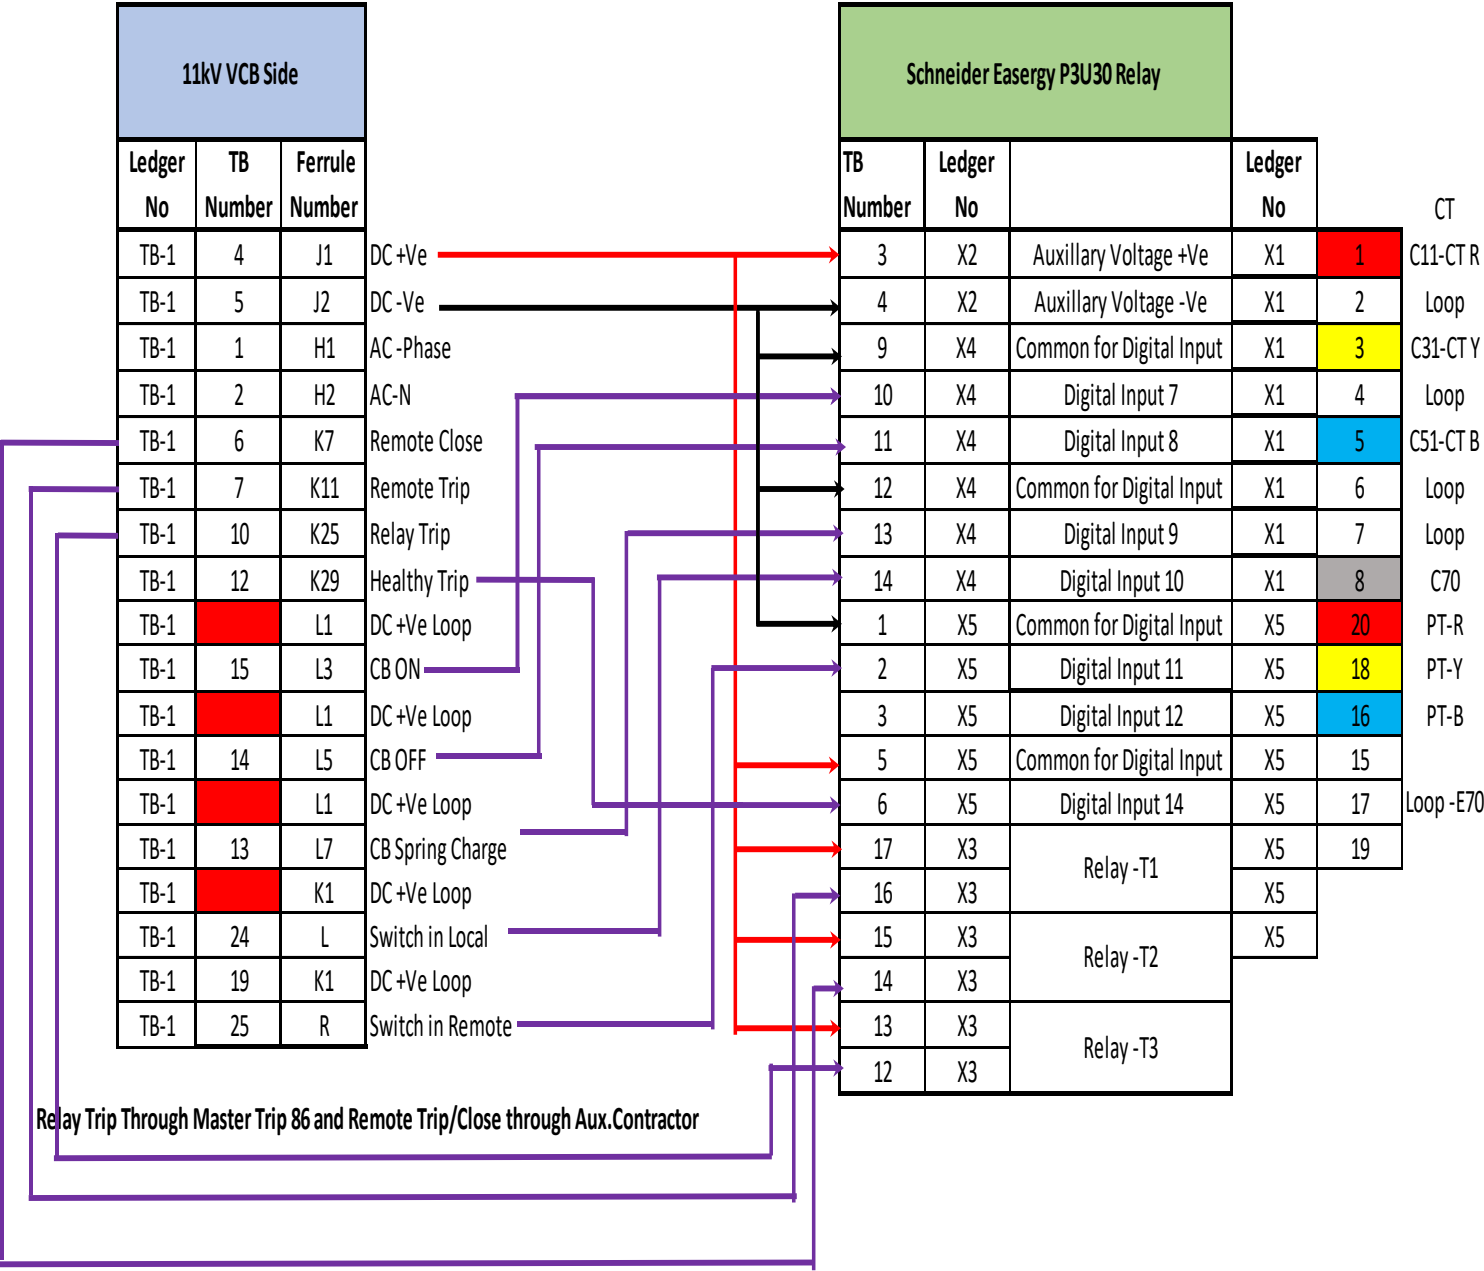 11kV VCB Side
Schneider Easergy P3U30 Relay
Ledger No TB Number Ferrule Number
TB Number Ledger No Ledger No CT
TB-1 4 J1 DC +Ve 3 X2 Auxillary Voltage +Ve X1 1 C11-CT R
TB-1 5 J2 DC -Ve 4 X2 Auxillary Voltage -Ve X1 2 Loop
TB-1 1 H1 AC -Phase 9 X4 Common for Digital Input X1 3 C31-CT Y
TB-1 2 H2 AC-N 10 X4 Digital Input 7 X1 4 Loop
TB-1 6 K7 Remote Close 11 X4 Digital Input 8 X1 5 C51-CT B
TB-1 7 K11 Remote Trip 12 X4 Common for Digital Input X1 6 Loop
TB-1 10 K25 Relay Trip 13 X4 Digital Input 9 X1 7 Loop
TB-1 12 K29 Healthy Trip 14 X4 Digital Input 10 X1 8 C70
TB-1 L1 DC +Ve Loop 1 X5 Common for Digital Input X5 20 PT-R
TB-1 15 L3 CB ON 2 X5 Digital Input 11 X5 18 PT-Y
TB-1 L1 DC +Ve Loop 3 X5 Digital Input 12 X5 16 PT-B
TB-1 14 L5 CB OFF 5 X5 Common for Digital Input X5 15
TB-1 L1 DC +Ve Loop 6 X5 Digital Input 14 X5 17 Loop -E70
TB-1 13 L7 CB Spring Charge 17 X3 Relay -T1 X5 19
TB-1 K1 DC +Ve Loop 16 X3 X5
TB-1 24 L Switch in Local 15 X3 Relay -T2 X5
TB-1 19 K1 DC +Ve Loop 14 X3
TB-1 25 R Switch in Remote 13 X3 Relay -T3
12 X3
Relay Trip Through Master Trip 86 and Remote Trip/Close through Aux.Contractor